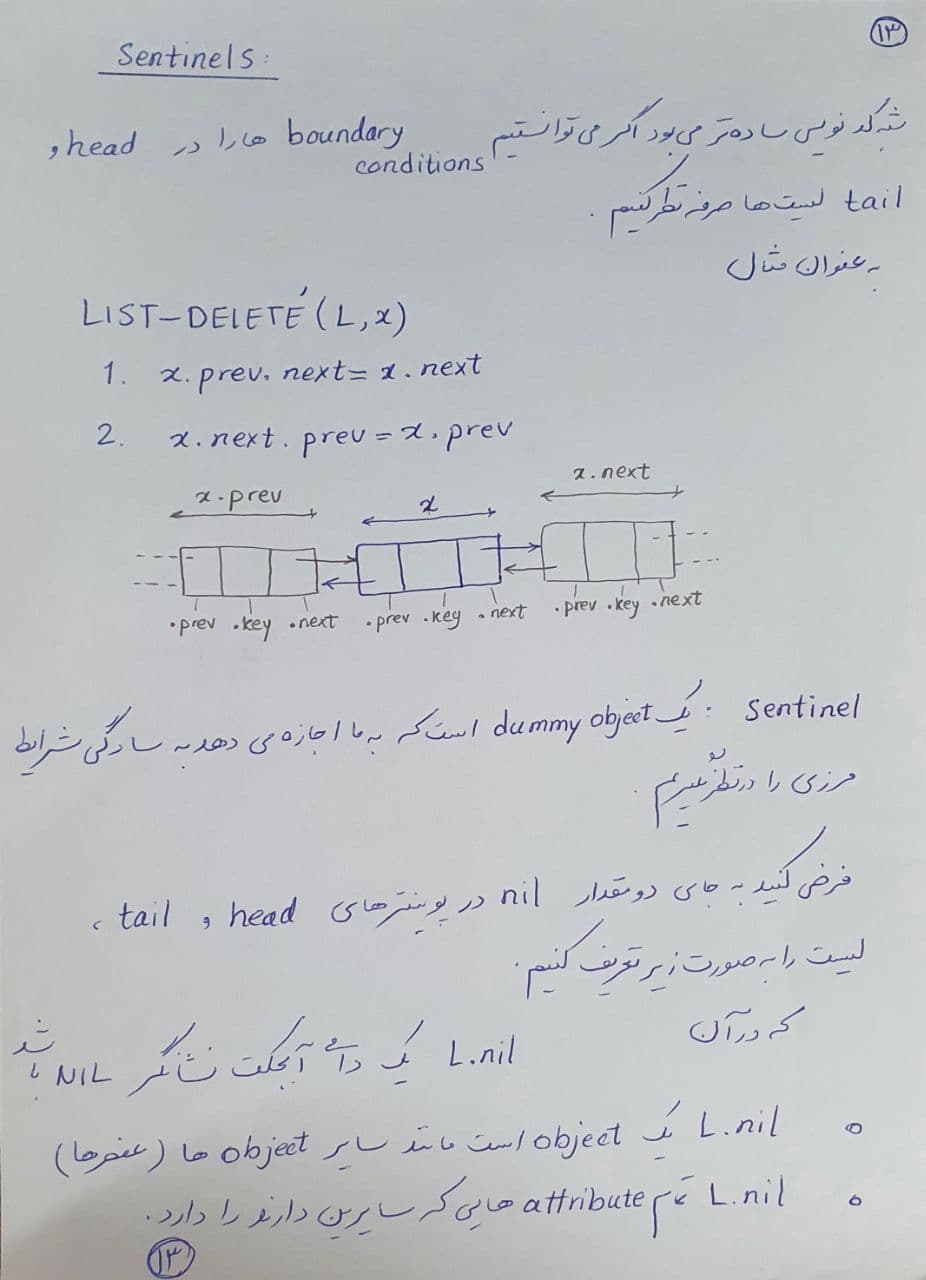 ۱۳
Sentinels:
شبه کد نویسی ساده‌تر می‌بود اگر می‌توانستیم boundary conditions ها را در head و
tail لیست‌ها صرف نظر کنیم.
به عنوان مثال
LIST-DELETE'(L,x)
1. x.prev.next = x.next
2. x.next.prev = x.prev
x.prev x x.next
.prev .key .next .prev .key .next .prev .key .next
Sentinel : یک dummy object است که به ما اجازه می دهد به سادگی شرایط
مرزی را در نظر نگیریم.
فرض کنید به جای دو مقدار nil در پوینترهای head و tail،
لیست را به صورت زیر تعریف کنیم.
که در آن
L.nil یک دامی آبجکت نشانگر NIL باشد
o L.nil یک object است مانند سایر object ها (عنصرها)
o L.nil تمام attribute هایی که سایرین دارند را دارد.
۱۳